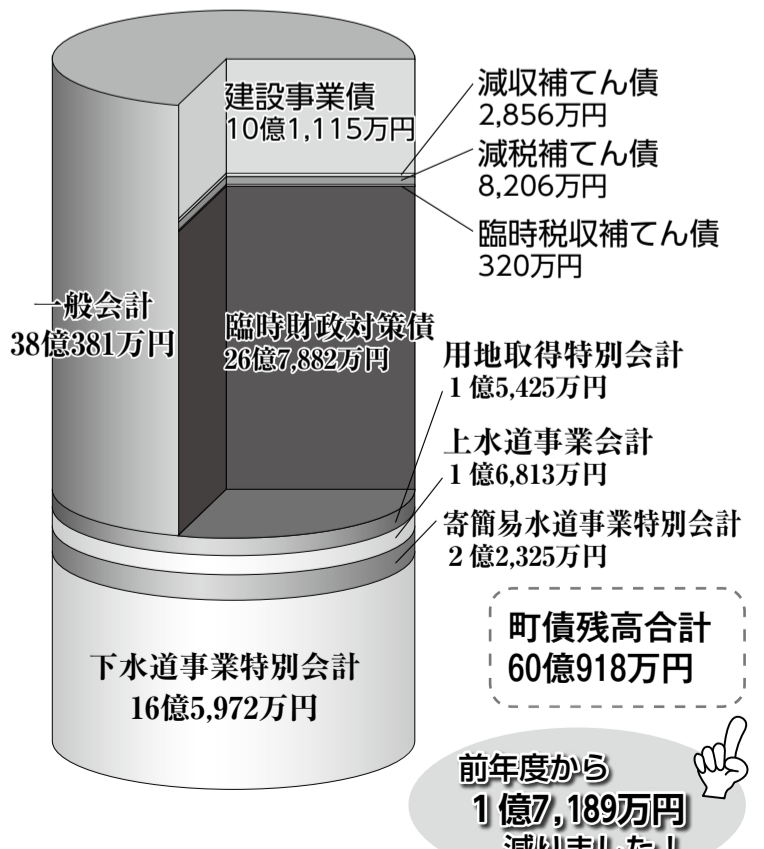 建設事業債
10億1,115万円
減収補てん債
2,856万円
減税補てん債
8,206万円
臨時税収補てん債
320万円
一般会計
38億381万円
臨時財政対策債
26億7,882万円
用地取得特別会計
1億5,425万円
上水道事業会計
1億6,813万円
寄簡易水道事業特別会計
2億2,325万円
下水道事業特別会計
16億5,972万円
町債残高合計
60億918万円
前年度から
1億7,189万円
減りました！